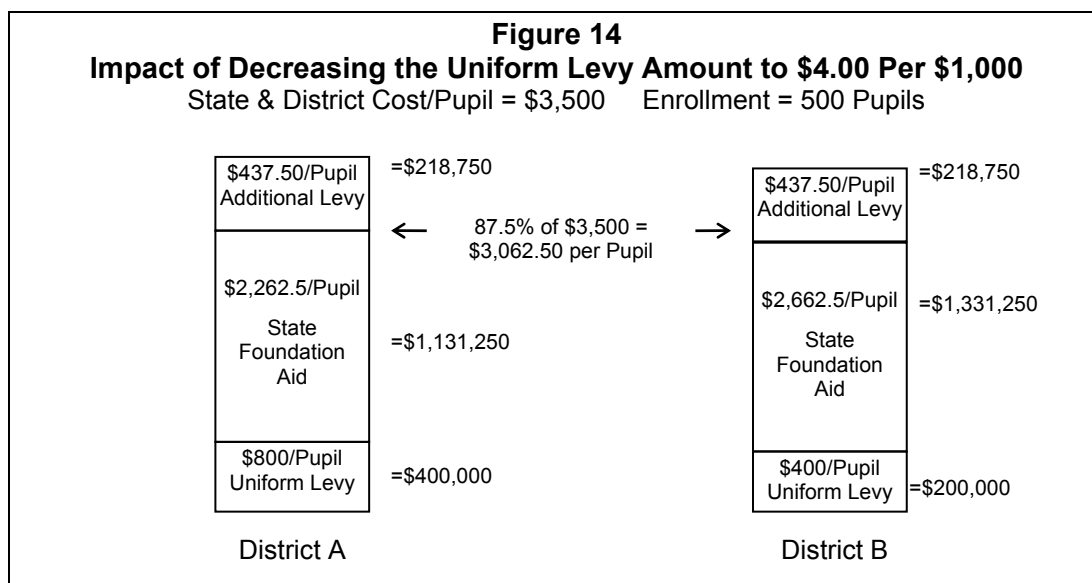 Figure 14
Impact of Decreasing the Uniform Levy Amount to $4.00 Per $1,000
State & District Cost/Pupil = $3,500 Enrollment = 500 Pupils
$437.50/Pupil
Additional Levy
=$218,750
87.5% of $3,500 =
$3,062.50 per Pupil
$2,262.5/Pupil
State
Foundation
Aid
=$1,131,250
$800/Pupil
Uniform Levy
=$400,000
District A
$437.50/Pupil
Additional Levy
=$218,750
$2,662.5/Pupil
State
Foundation
Aid
=$1,331,250
$400/Pupil
Uniform Levy
=$200,000
District B